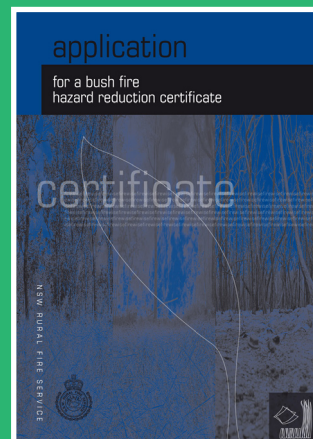 application
for a bush fire
hazard reduction certificate
certificate
NSW RURAL FIRE SERVICE